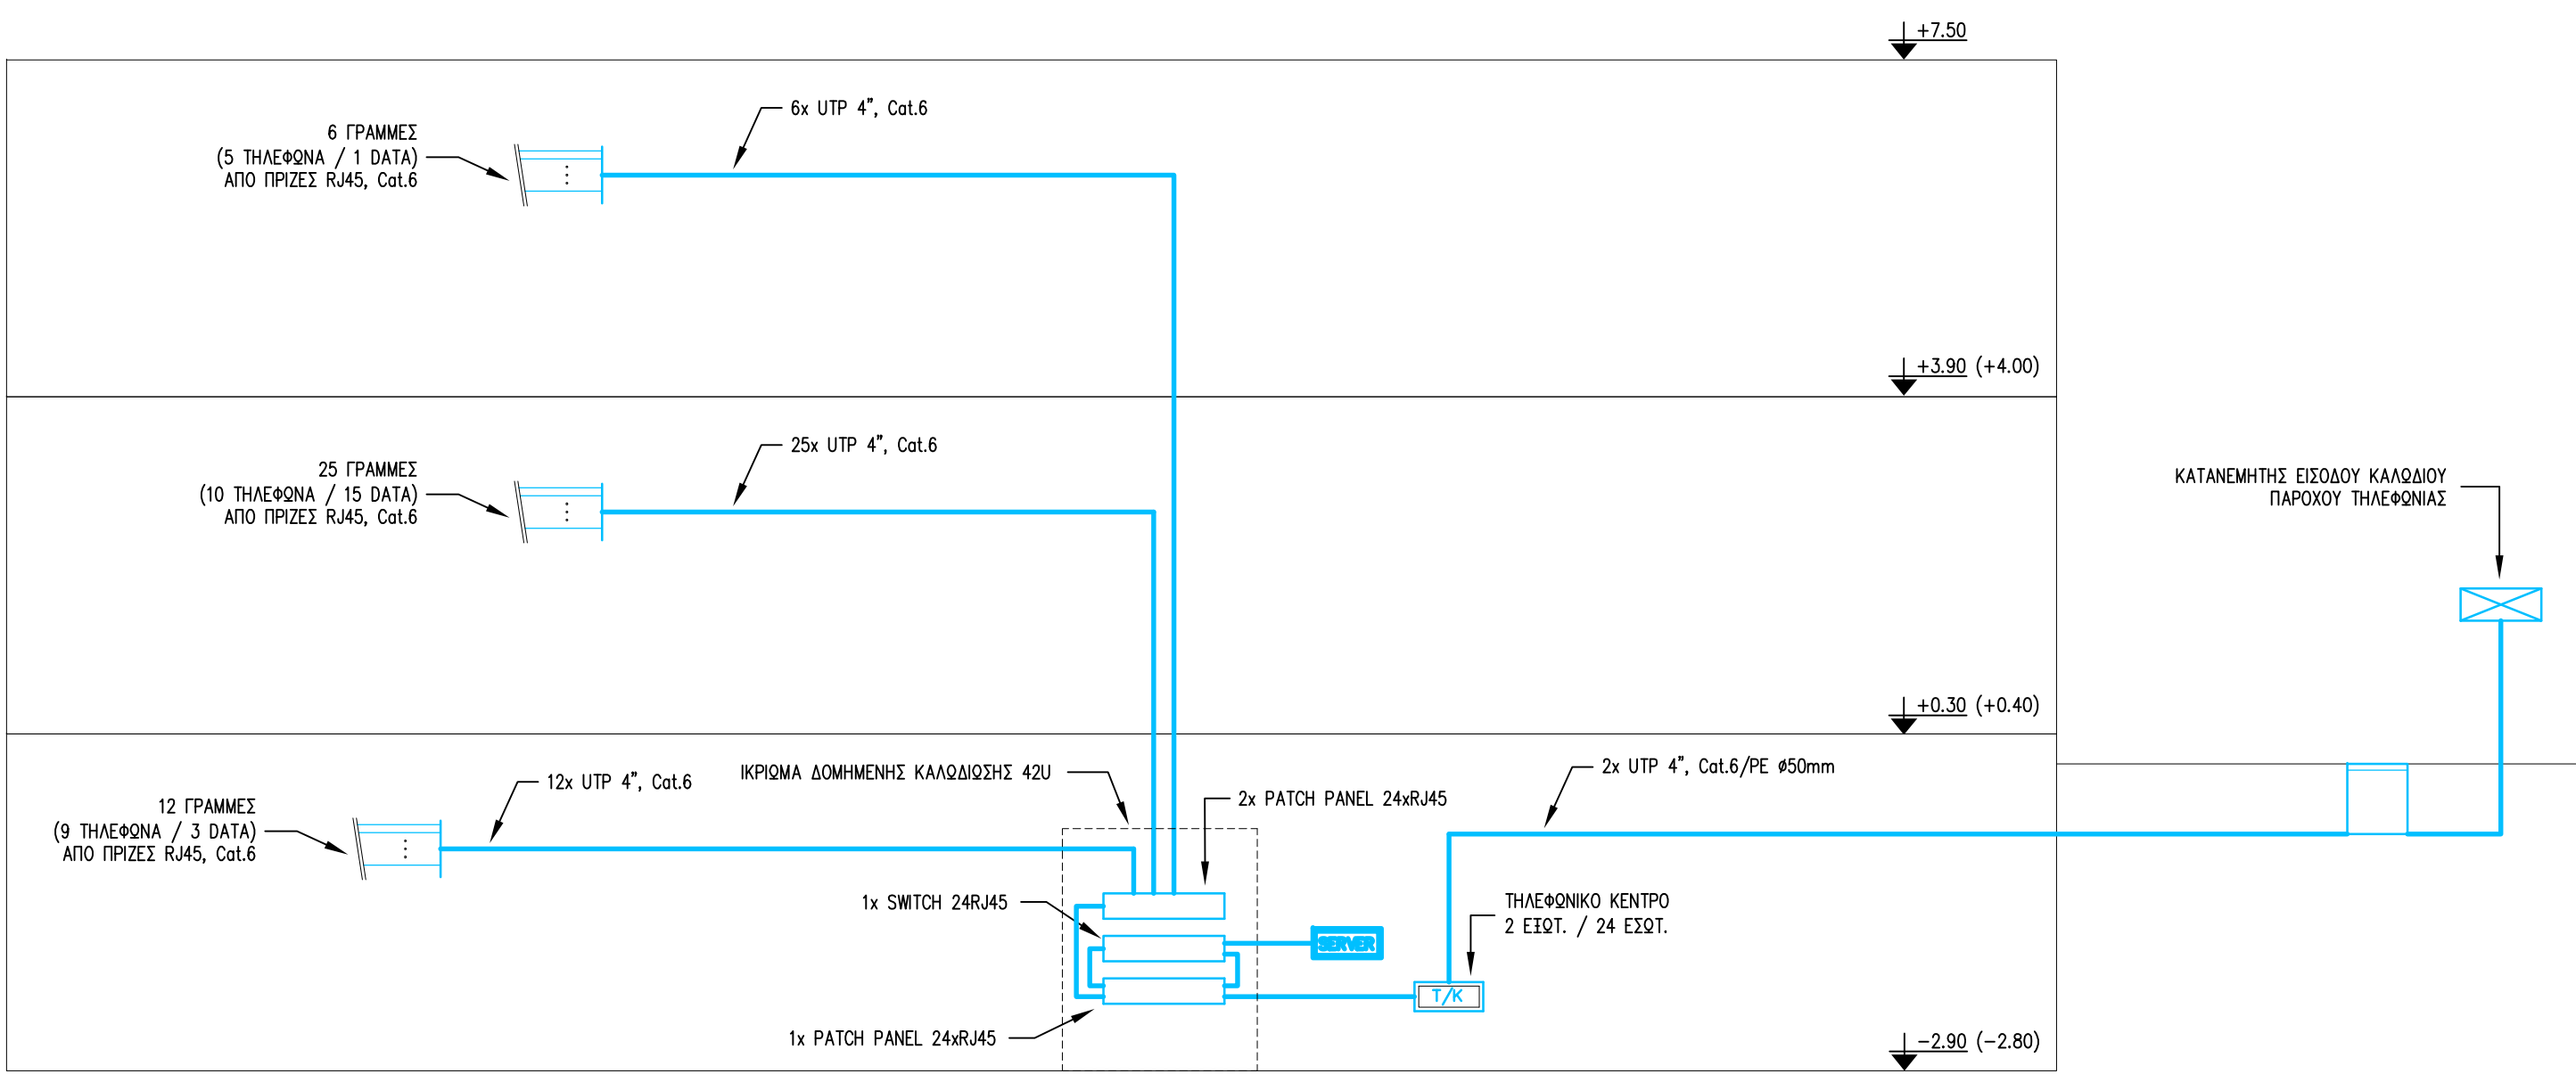 +7.50
6x UTP 4", Cat.6
6 ΓΡΑΜΜΕΣ
(5 ΤΗΛΕΦΩΝΑ / 1 DATA)
ΑΠΟ ΠΡΙΖΕΣ RJ45, Cat.6
+3.90 (+4.00)
25x UTP 4", Cat.6
25 ΓΡΑΜΜΕΣ
(10 ΤΗΛΕΦΩΝΑ / 15 DATA)
ΑΠΟ ΠΡΙΖΕΣ RJ45, Cat.6
ΚΑΤΑΝΕΜΗΤΗΣ ΕΙΣΟΔΟΥ ΚΑΛΩΔΙΟΥ
ΠΑΡΟΧΟΥ ΤΗΛΕΦΩΝΙΑΣ
+0.30 (+0.40)
ΙΚΡΙΩΜΑ ΔΟΜΗΜΕΝΗΣ ΚΑΛΩΔΙΩΣΗΣ 42U
2x UTP 4", Cat.6/PE Ø50mm
12x UTP 4", Cat.6
2x PATCH PANEL 24xRJ45
12 ΓΡΑΜΜΕΣ
(9 ΤΗΛΕΦΩΝΑ / 3 DATA)
ΑΠΟ ΠΡΙΖΕΣ RJ45, Cat.6
1x SWITCH 24RJ45
ΤΗΛΕΦΩΝΙΚΟ ΚΕΝΤΡΟ
2 ΕΞΩΤ. / 24 ΕΣΩΤ.
SERVER
T/K
1x PATCH PANEL 24xRJ45
-2.90 (-2.80)